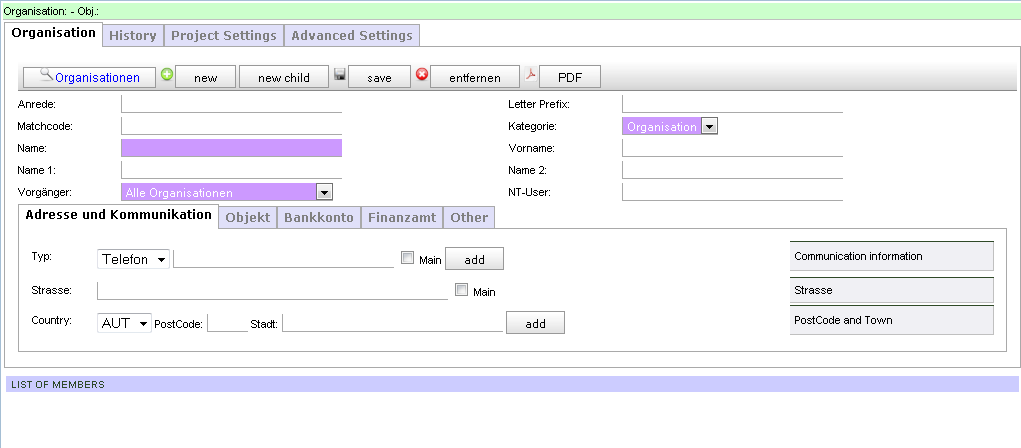 Organisation: - Obj.:
Organisation History Project Settings Advanced Settings
Organisationen new new child save entfernen PDF
Anrede: Letter Prefix:
Matchcode: Kategorie: Organisation
Name: Vorname:
Name 1: Name 2:
Vorgänger: Alle Organisationen NT-User:
Adresse und Kommunikation Objekt Bankkonto Finanzamt Other
Typ: Telefon Main add Communication information
Strasse: Main Strasse
Country: AUT PostCode: Stadt: add PostCode and Town
LIST OF MEMBERS